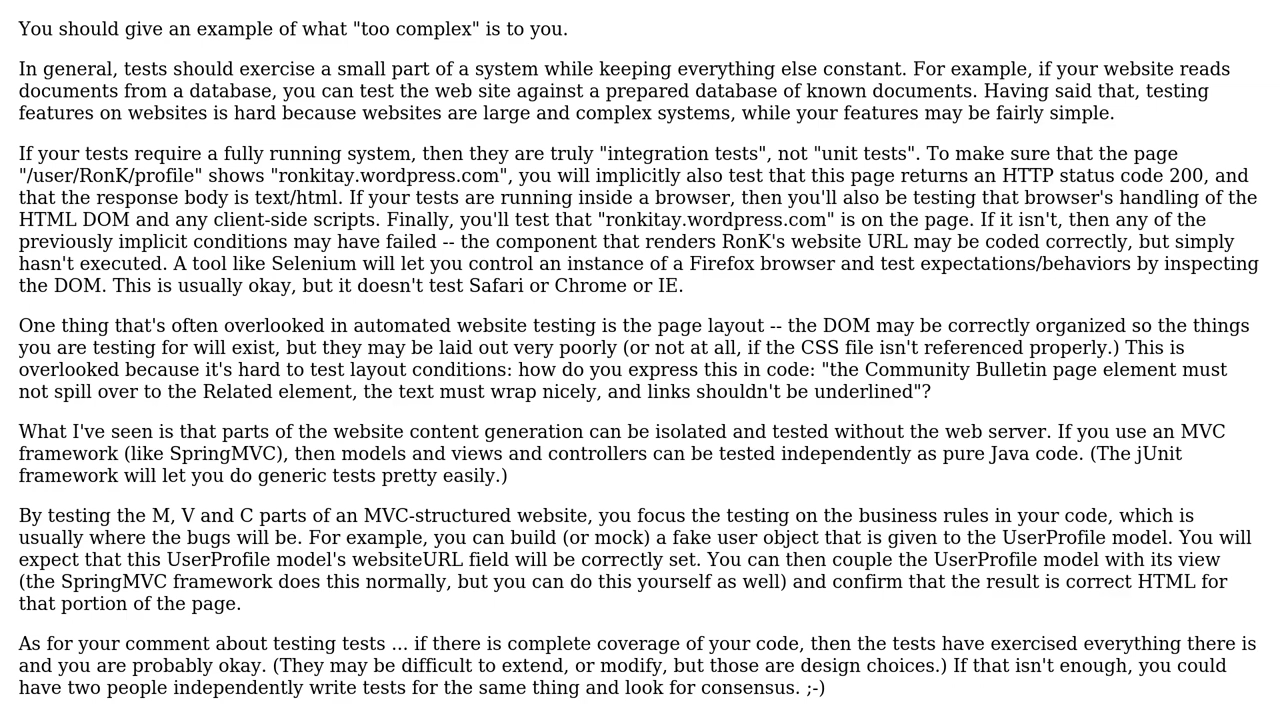 You should give an example of what "too complex" is to you.
In general, tests should exercise a small part of a system while keeping everything else constant. For example, if your website reads
documents from a database, you can test the web site against a prepared database of known documents. Having said that, testing
features on websites is hard because websites are large and complex systems, while your features may be fairly simple.
If your tests require a fully running system, then they are truly "integration tests", not "unit tests". To make sure that the page
"/user/RonK/profile" shows "ronkitay.wordpress.com", you will implicitly also test that this page returns an HTTP status code 200, and
that the response body is text/html. If your tests are running inside a browser, then you'll also be testing that browser's handling of the
HTML DOM and any client-side scripts. Finally, you'll test that "ronkitay.wordpress.com" is on the page. If it isn't, then any of the
previously implicit conditions may have failed -- the component that renders RonK's website URL may be coded correctly, but simply
hasn't executed. A tool like Selenium will let you control an instance of a Firefox browser and test expectations/behaviors by inspecting
the DOM. This is usually okay, but it doesn't test Safari or Chrome or IE.
One thing that's often overlooked in automated website testing is the page layout -- the DOM may be correctly organized so the things
you are testing for will exist, but they may be laid out very poorly (or not at all, if the CSS file isn't referenced properly.) This is
overlooked because it's hard to test layout conditions: how do you express this in code: "the Community Bulletin page element must
not spill over to the Related element, the text must wrap nicely, and links shouldn't be underlined"?
What I've seen is that parts of the website content generation can be isolated and tested without the web server. If you use an MVC
framework (like SpringMVC), then models and views and controllers can be tested independently as pure Java code. (The jUnit
framework will let you do generic tests pretty easily.)
By testing the M, V and C parts of an MVC-structured website, you focus the testing on the business rules in your code, which is
usually where the bugs will be. For example, you can build (or mock) a fake user object that is given to the UserProfile model. You will
expect that this UserProfile model's websiteURL field will be correctly set. You can then couple the UserProfile model with its view
(the SpringMVC framework does this normally, but you can do this yourself as well) and confirm that the result is correct HTML for
that portion of the page.
As for your comment about testing tests ... if there is complete coverage of your code, then the tests have exercised everything there is
and you are probably okay. (They may be difficult to extend, or modify, but those are design choices.) If that isn't enough, you could
have two people independently write tests for the same thing and look for consensus. ;-)